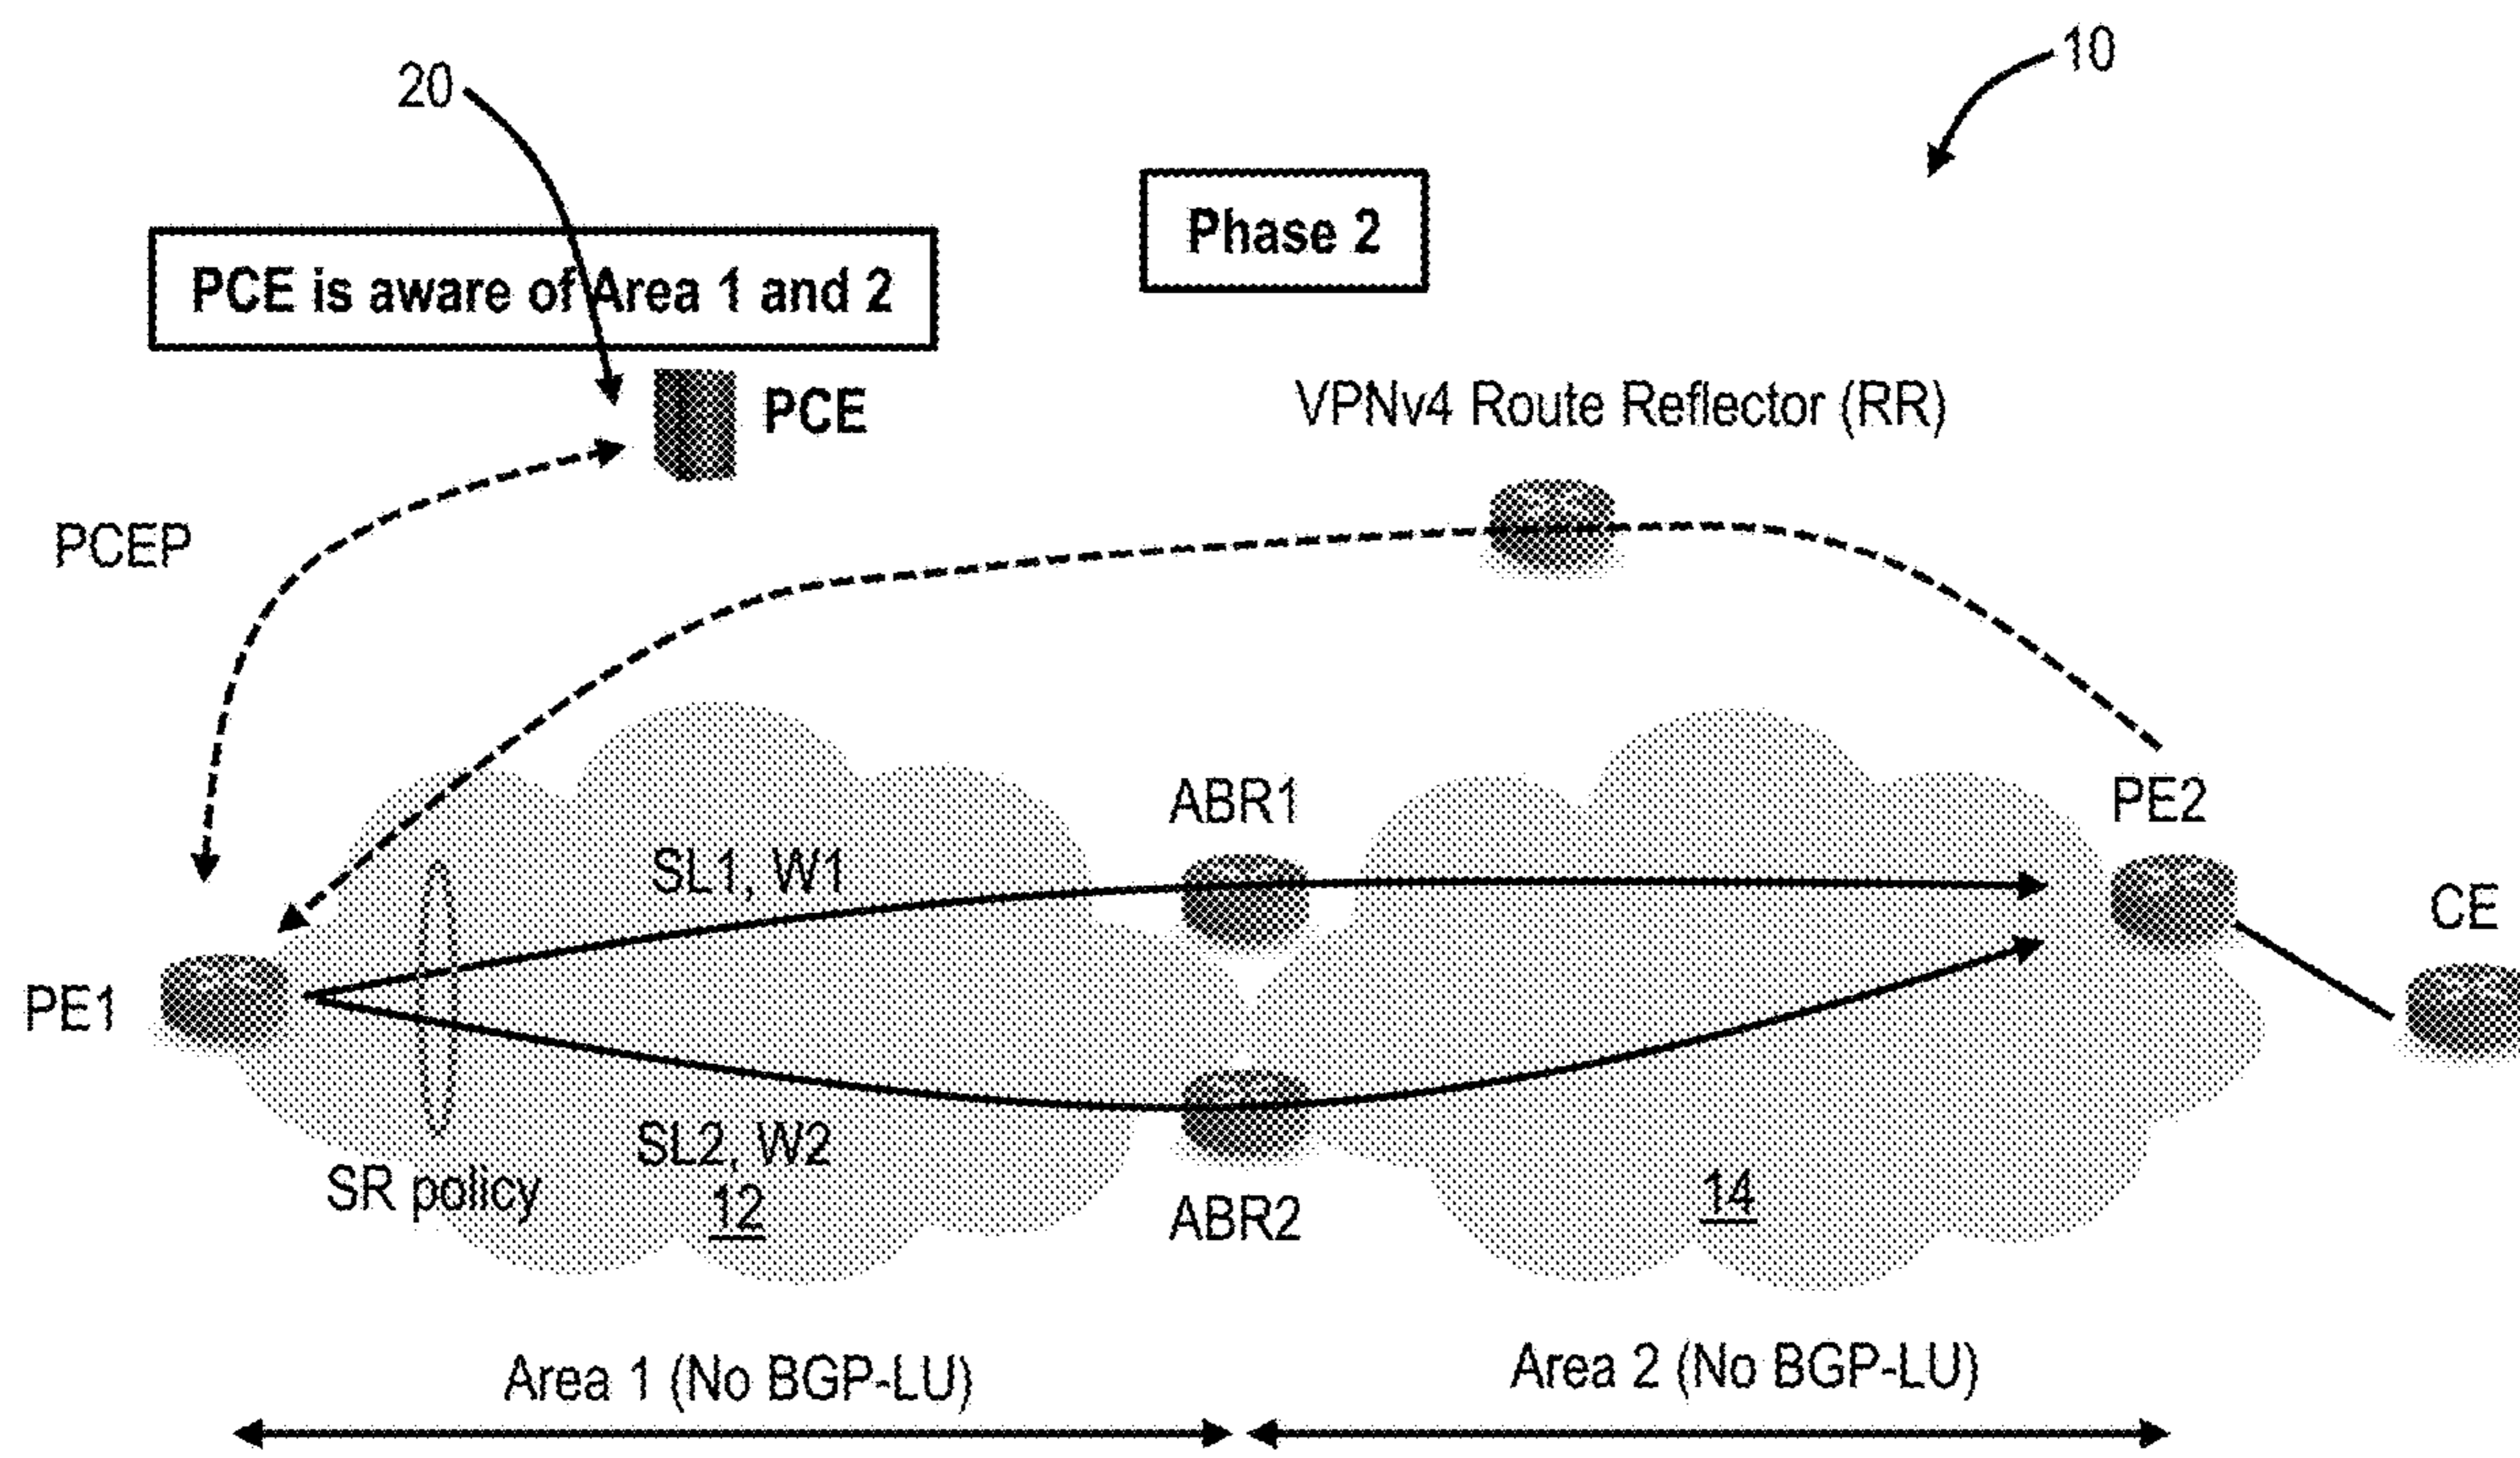 10
20
Phase 2
PCE is aware of Area 1 and 2
PCE
VPNv4 Route Reflector (RR)
PCEP
ABR1
PE2
SL1, W1
CE
PE1
SL2, W2
SR policy
12
14
ABR2
Area 1 (No BGP-LU)
Area 2 (No BGP-LU)